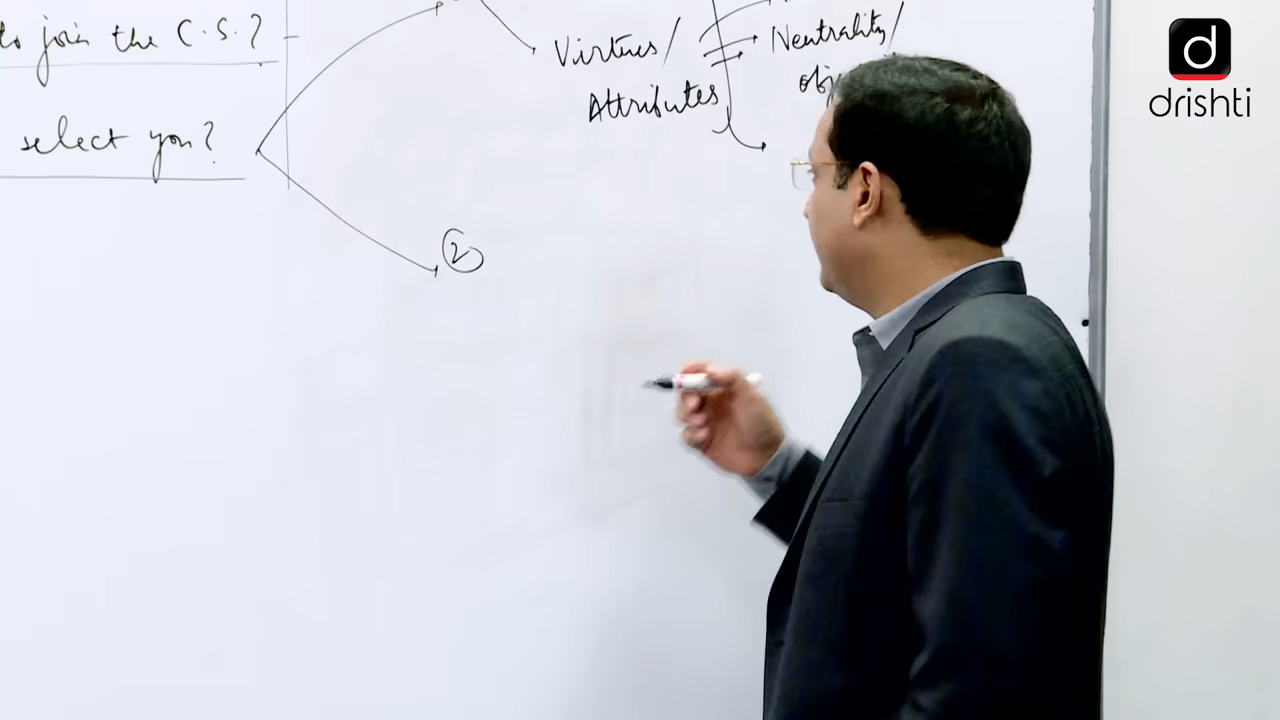 to join the C.S.?
select you?
Virtues/
Attributes
Neutrality/
obj
②
d
drishti